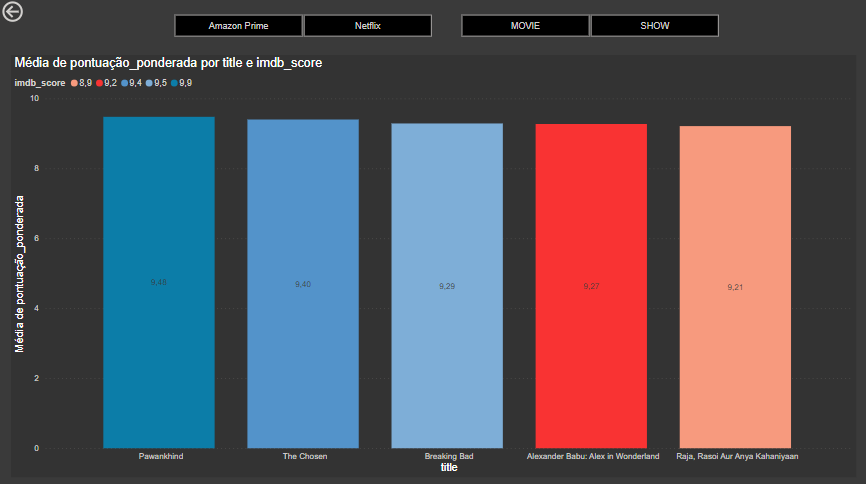 Amazon Prime Netflix MOVIE SHOW
Média de pontuação_ponderada por title e imdb_score
imdb_score 8,9 9,2 9,4 9,5 9,9
Média de pontuação_ponderada
10
8
6
4
2
0
9,40
9,29
9,27
9,21
Pawankhind The Chosen Breaking Bad Alexander Babu: Alex in Wonderland Raja, Rasoi Aur Anya Kahaniyaan
title